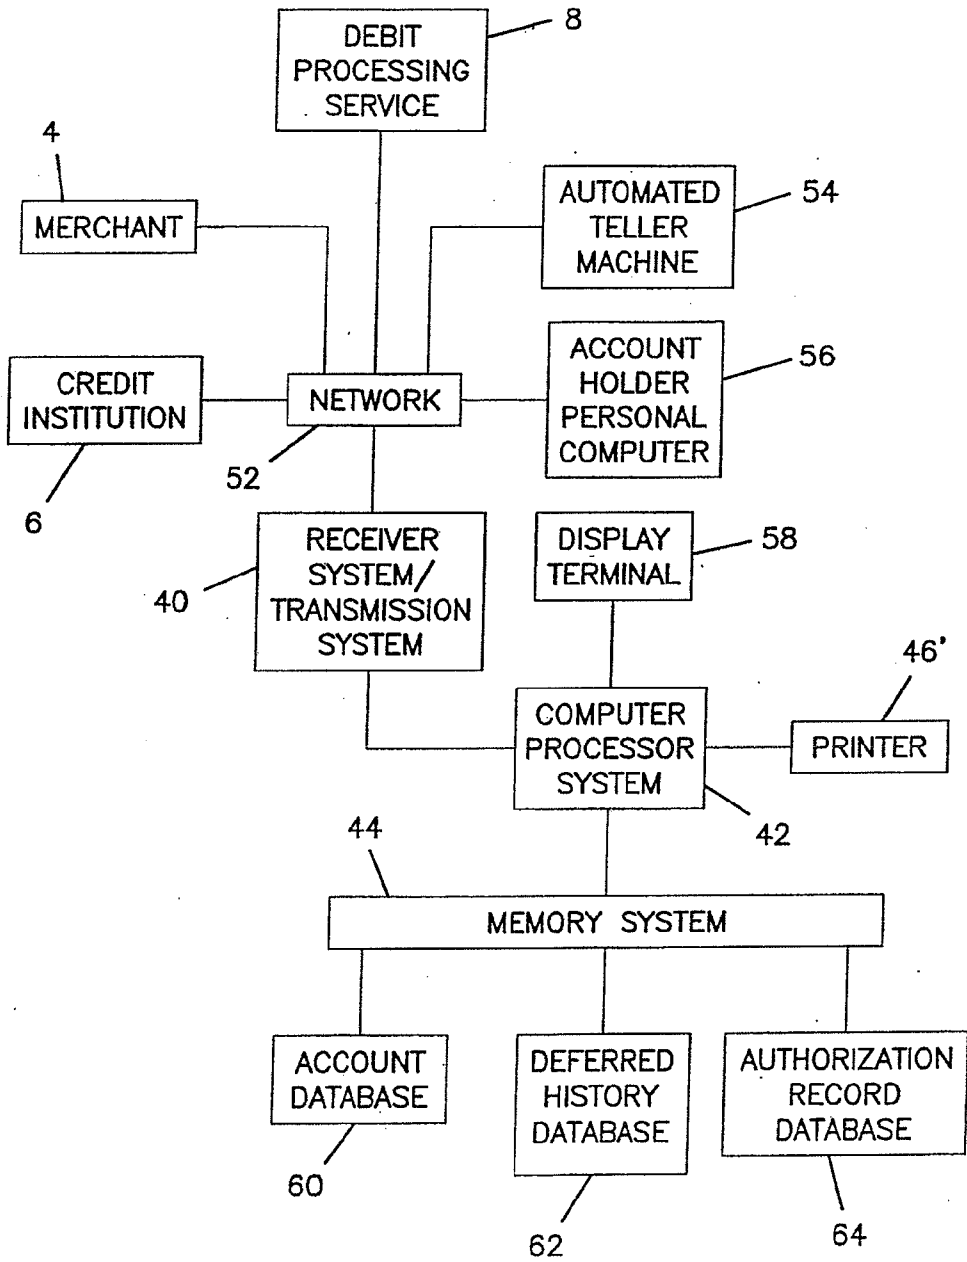 8
DEBIT
PROCESSING
SERVICE
4
MERCHANT
AUTOMATED
TELLER
MACHINE
54
CREDIT
INSTITUTION
6
NETWORK
52
ACCOUNT
HOLDER
PERSONAL
COMPUTER
56
RECEIVER
SYSTEM/
TRANSMISSION
SYSTEM
40
DISPLAY
TERMINAL
58
COMPUTER
PROCESSOR
SYSTEM
42
46'
PRINTER
44
MEMORY SYSTEM
ACCOUNT
DATABASE
60
DEFERRED
HISTORY
DATABASE
62
AUTHORIZATION
RECORD
DATABASE
64